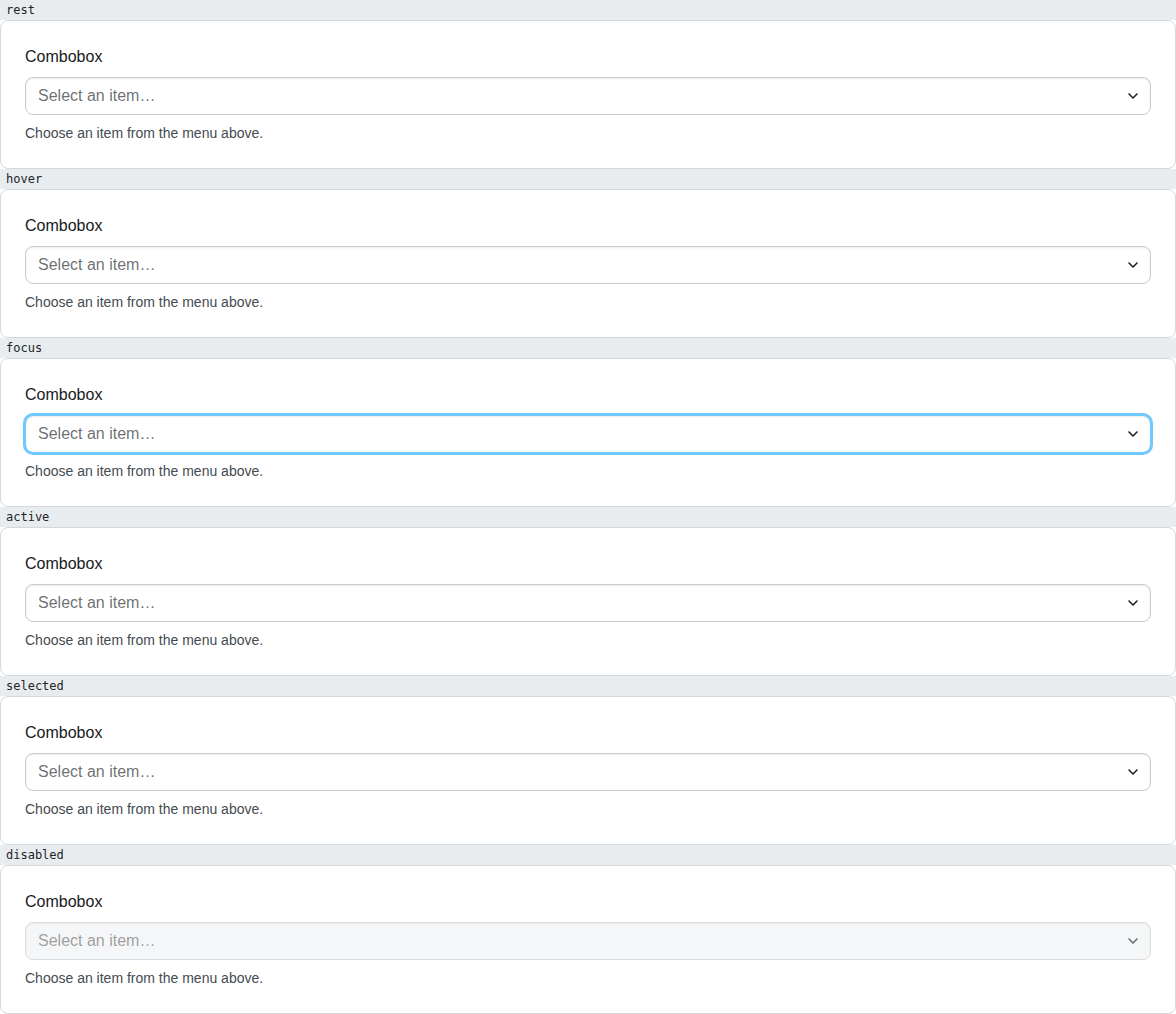 rest
Combobox
Select an item…
Choose an item from the menu above.
hover
Combobox
Select an item…
Choose an item from the menu above.
focus
Combobox
Select an item…
Choose an item from the menu above.
active
Combobox
Select an item…
Choose an item from the menu above.
selected
Combobox
Select an item…
Choose an item from the menu above.
disabled
Combobox
Select an item…
Choose an item from the menu above.